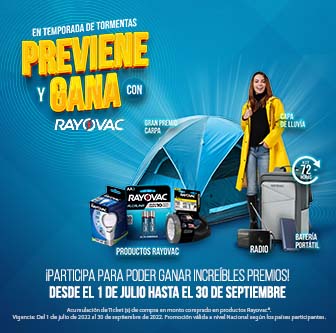 EN TEMPORADA DE TORMENTAS
PREVIENE
Y GANA CON
RAYOVAC
GRAN PREMIO
CARPA
CAPA
DE LLUVIA
72
HORAS
RAYOVAC
ALKALINE
AA
PRODUCTOS RAYOVAC
RADIO
BATERÍA
PORTÁTIL
¡PARTICIPA PARA PODER GANAR INCREÍBLES PREMIOS!
DESDE EL 1 DE JULIO HASTA EL 30 DE SEPTIEMBRE
Acumulación de Ticket (s) de compra en monto comprado en productos Rayovac*.
Vigencia: Del 1 de julio de 2022 al 30 de septiembre de 2022. Promoción válida a nivel Nacional según los países participantes.